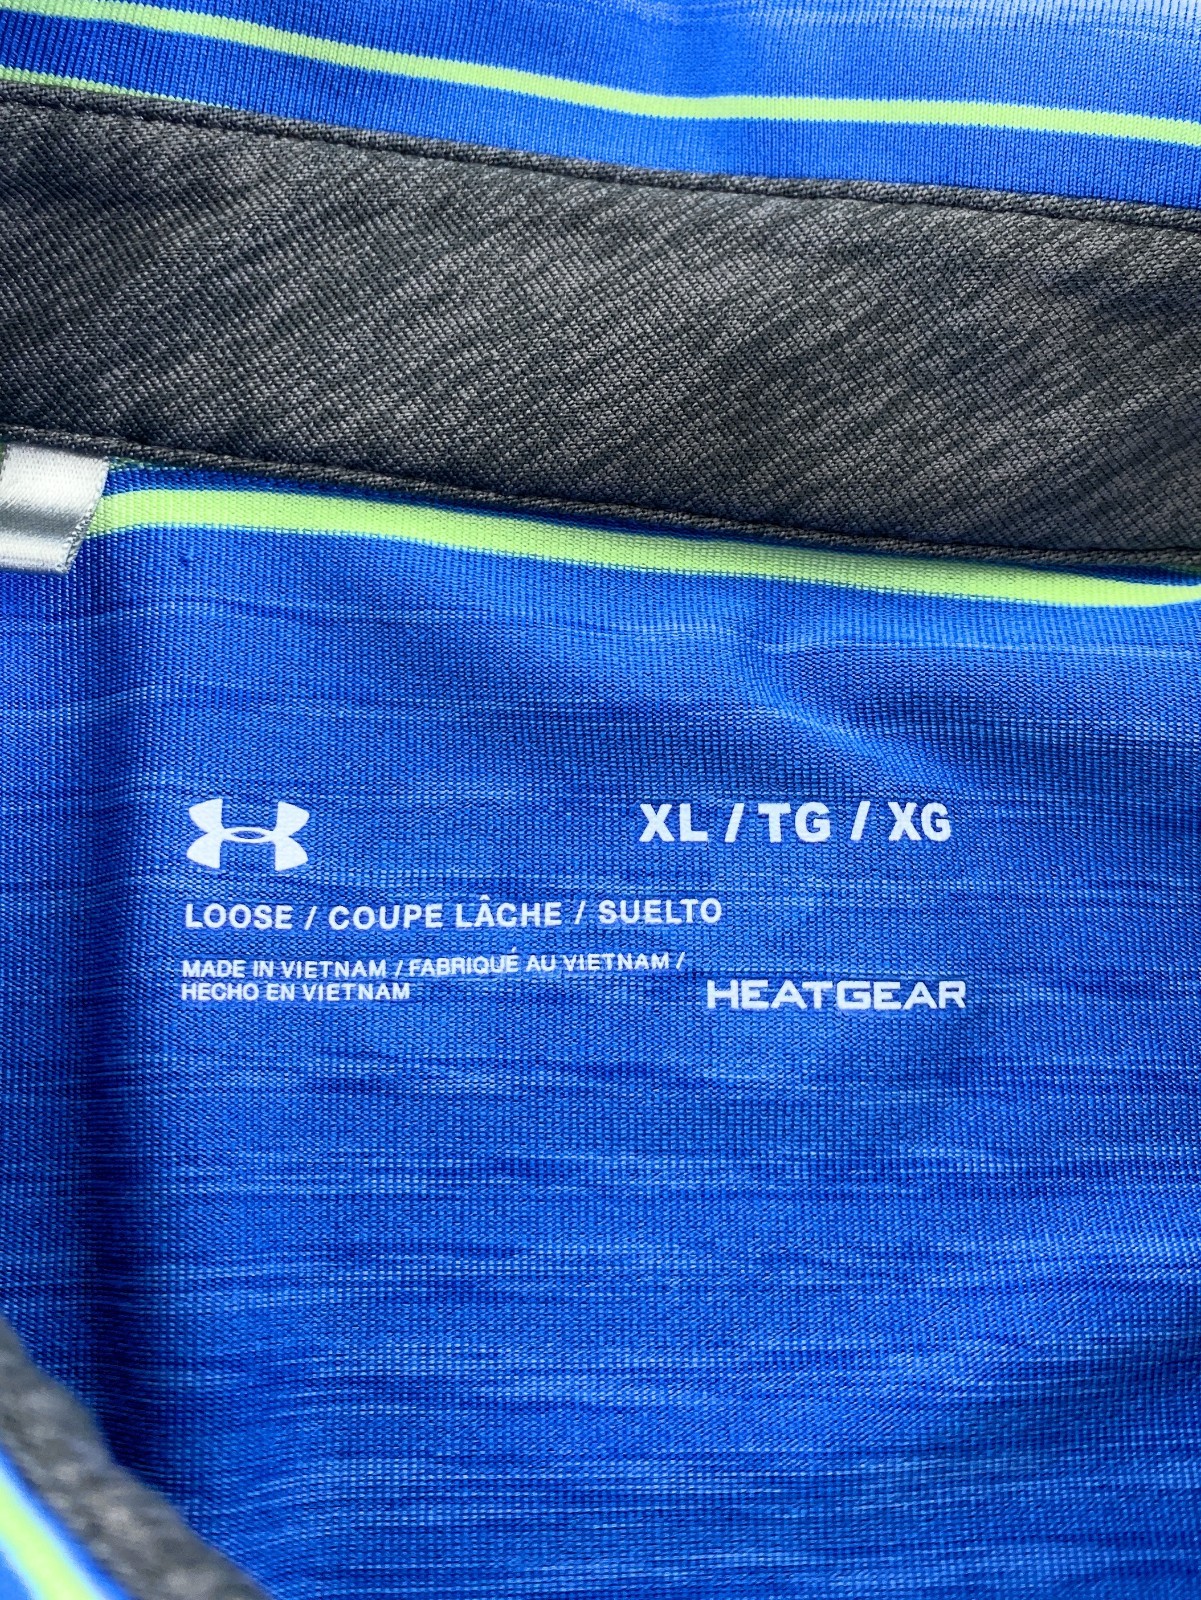 XL / TG / XG
LOOSE / COUPE LÂCHE / SUELTO
MADE IN VIETNAM / FABRIQUÉ AU VIETNAM /
HECHO EN VIETNAM
HEATGEAR